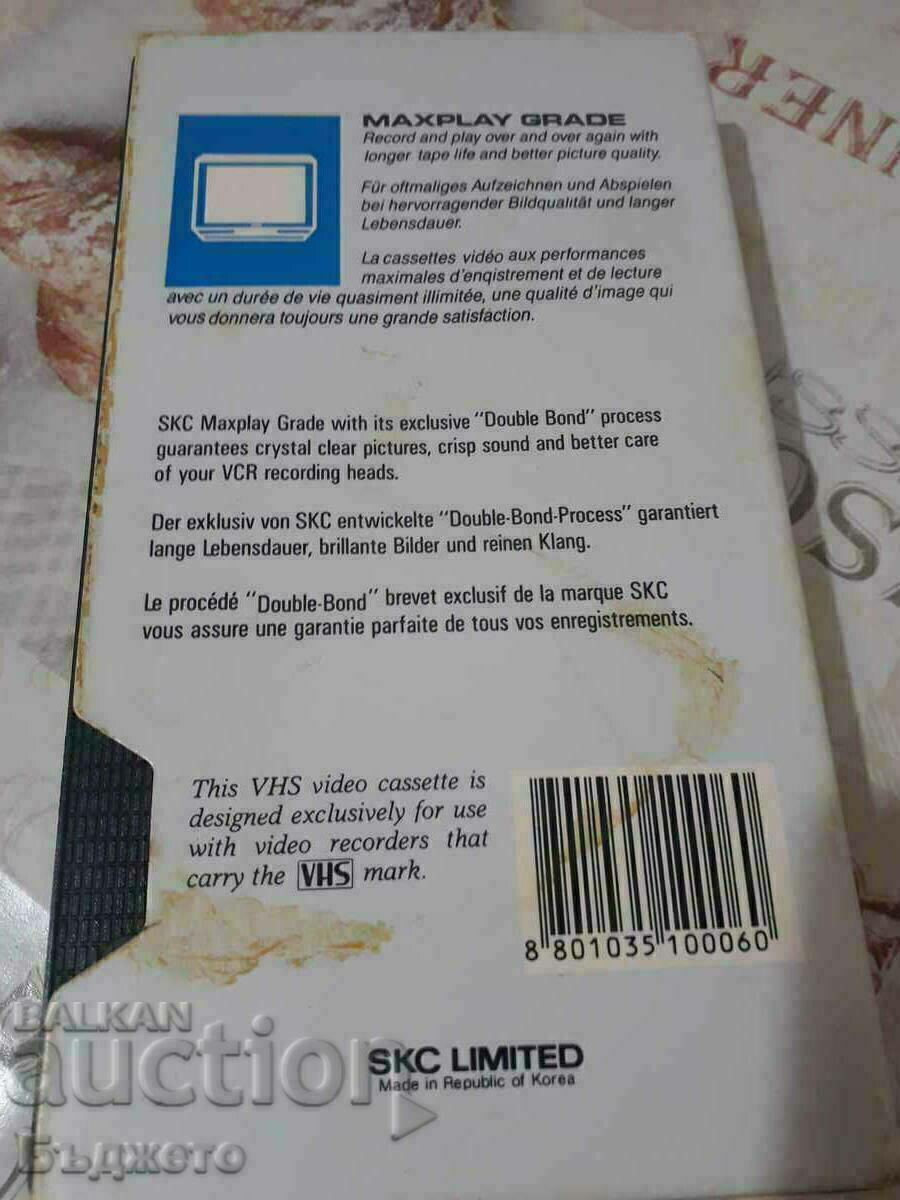 MAXPLAY GRADE
Record and play over and over again with
longer tape life and better picture quality.
Für oftmaliges Aufzeichnen und Abspielen
bei hervorragender Bildqualität und langer
Lebensdauer.
La cassettes vidéo aux performances
maximales d'enqistrement et de lecture
avec un durée de vie quasiment illimitée, une qualité d'image qui
vous donnera toujours une grande satisfaction.
SKC Maxplay Grade with its exclusive "Double Bond" process
guarantees crystal clear pictures, crisp sound and better care
of your VCR recording heads.
Der exklusiv von SKC entwickelte "Double-Bond-Process" garantiert
lange Lebensdauer, brillante Bilder und reinen Klang.
Le procédé "Double-Bond" brevet exclusif de la marque SKC
vous assure une garantie parfaite de tous vos enregistrements.
This VHS video cassette is
designed exclusively for use
with video recorders that
carry the VHS mark.
8 801035 100060
SKC LIMITED
Made in Republic of Korea
BALKAN
auction
Бъджето